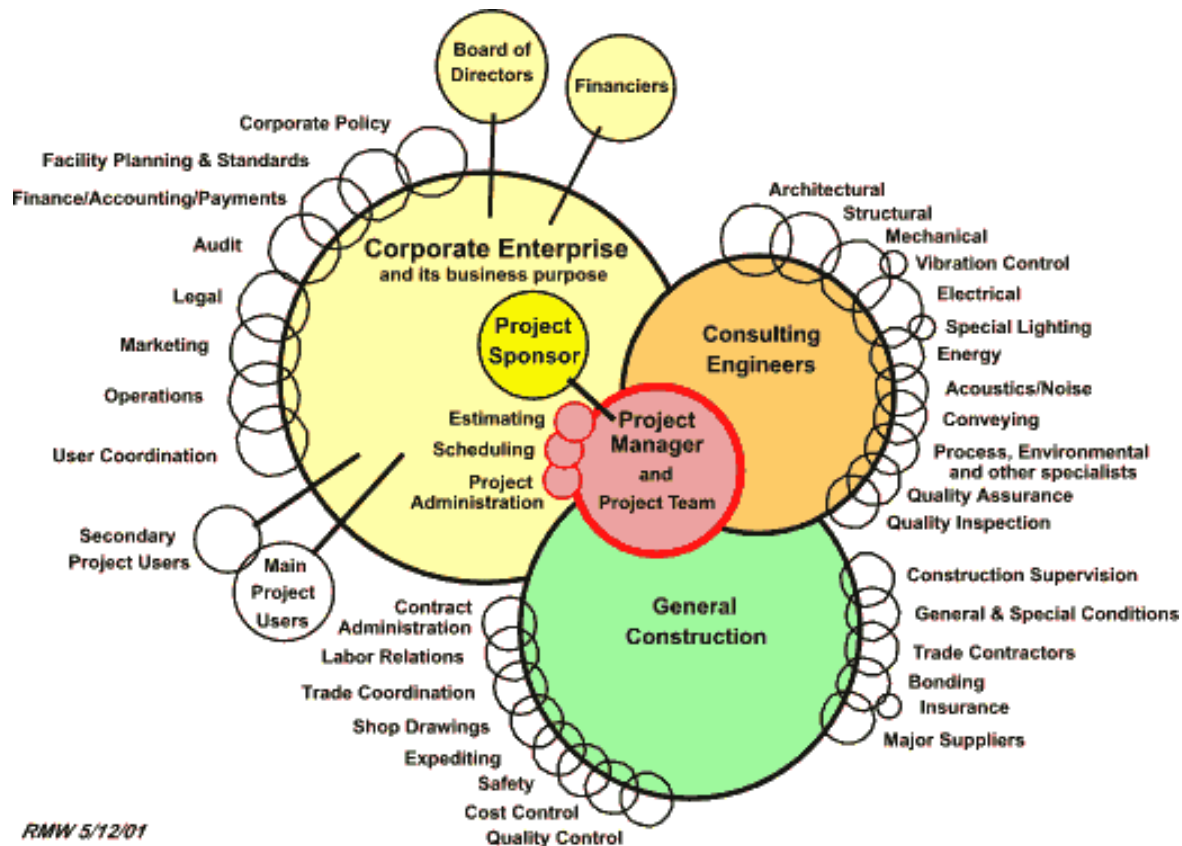 Board of
Directors
Financiers
Corporate Policy
Facility Planning & Standards
Finance/Accounting/Payments
Audit
Legal
Marketing
Operations
User Coordination
Secondary
Project Users
Main
Project
Users
Corporate Enterprise
and its business purpose
Project
Sponsor
Estimating
Scheduling
Project
Administration
Project
Manager
and
Project Team
Consulting
Engineers
Architectural
Structural
Mechanical
Vibration Control
Electrical
Special Lighting
Energy
Acoustics/Noise
Conveying
Process, Environmental
and other specialists
Quality Assurance
Quality Inspection
General
Construction
Construction Supervision
General & Special Conditions
Trade Contractors
Bonding
Insurance
Major Suppliers
Contract
Administration
Labor Relations
Trade Coordination
Shop Drawings
Expediting
Safety
Cost Control
Quality Control
RMW 5/12/01